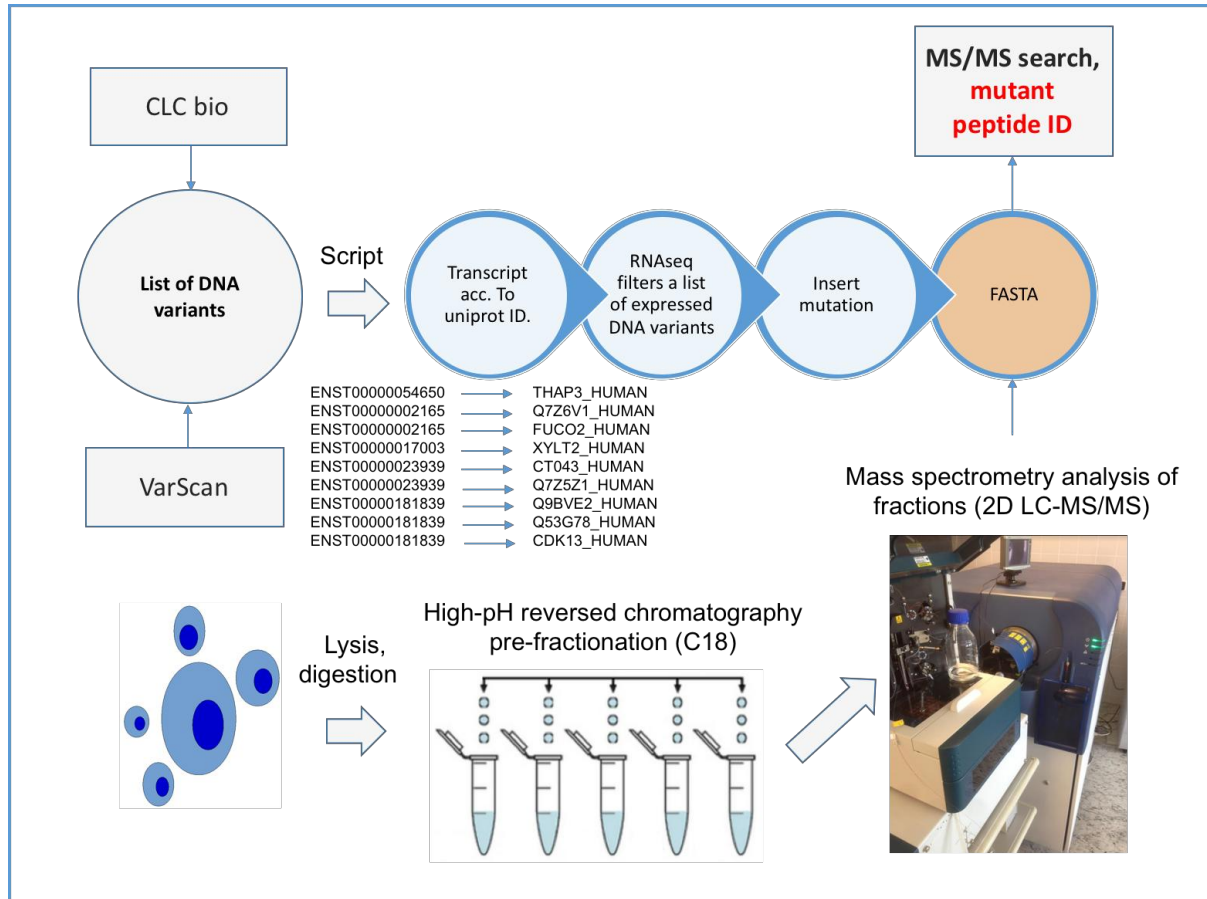 CLC bio
MS/MS search,
mutant
peptide ID
List of DNA
variants
Script
Transcript
acc. To
uniprot ID.
RNAseq
filters a list
of expressed
DNA variants
Insert
mutation
FASTA
VarScan
ENST00000054650 THAP3_HUMAN
ENST00000002165 Q7Z6V1_HUMAN
ENST00000002165 FUCO2_HUMAN
ENST00000017003 XYLT2_HUMAN
ENST00000023939 CT043_HUMAN
ENST00000023939 Q7Z5Z1_HUMAN
ENST00000181839 Q9BVE2_HUMAN
ENST00000181839 Q53G78_HUMAN
ENST00000181839 CDK13_HUMAN
Mass spectrometry analysis of
fractions (2D LC-MS/MS)
Lysis,
digestion
High-pH reversed chromatography
pre-fractionation (C18)